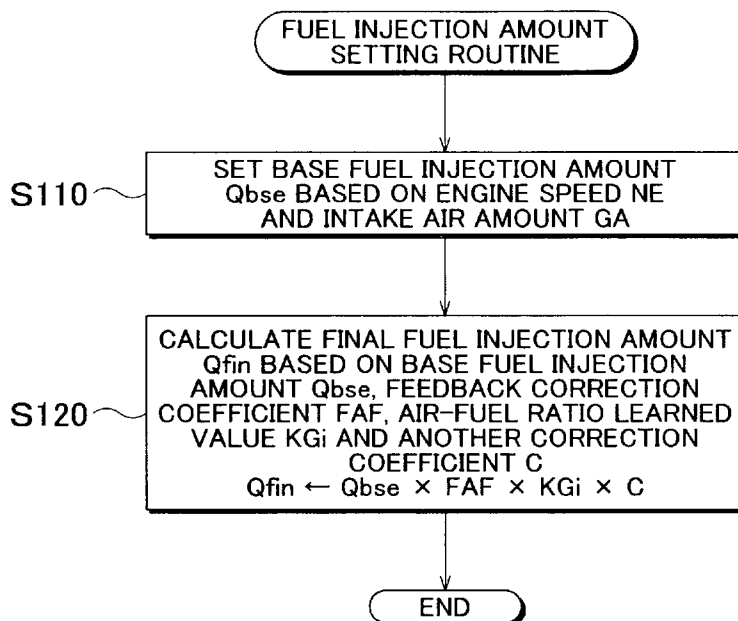 FUEL INJECTION AMOUNT
SETTING ROUTINE
S110
SET BASE FUEL INJECTION AMOUNT
Qbse BASED ON ENGINE SPEED NE
AND INTAKE AIR AMOUNT GA
S120
CALCULATE FINAL FUEL INJECTION AMOUNT
Qfin BASED ON BASE FUEL INJECTION
AMOUNT Qbse, FEEDBACK CORRECTION
COEFFICIENT FAF, AIR-FUEL RATIO LEARNED
VALUE KGi AND ANOTHER CORRECTION
COEFFICIENT C
Qfin ← Qbse × FAF × KGi × C
END